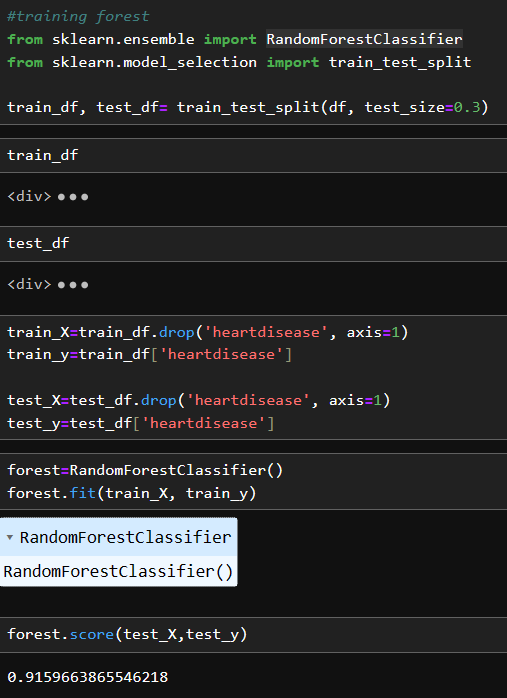 #training forest
from sklearn.ensemble import RandomForestClassifier
from sklearn.model_selection import train_test_split
train_df, test_df= train_test_split(df, test_size=0.3)
train_df
<div> •••
test_df
<div> •••
train_X=train_df.drop('heartdisease', axis=1)
train_y=train_df['heartdisease']
test_X=test_df.drop('heartdisease', axis=1)
test_y=test_df['heartdisease']
forest=RandomForestClassifier()
forest.fit(train_X, train_y)
▾ RandomForestClassifier
RandomForestClassifier()
forest.score(test_X,test_y)
0.9159663865546218